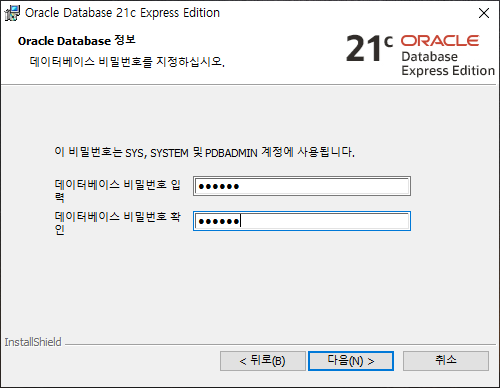 Oracle Database 21c Express Edition
Oracle Database 정보
데이터베이스 비밀번호를 지정하십시오.
21c ORACLE
Database
Express Edition
이 비밀번호는 SYS, SYSTEM 및 PDBADMIN 계정에 사용됩니다.
데이터베이스 비밀번호 입
력
••••••
데이터베이스 비밀번호 확
인
••••••
InstallShield
< 뒤로(B)
다음(N) >
취소